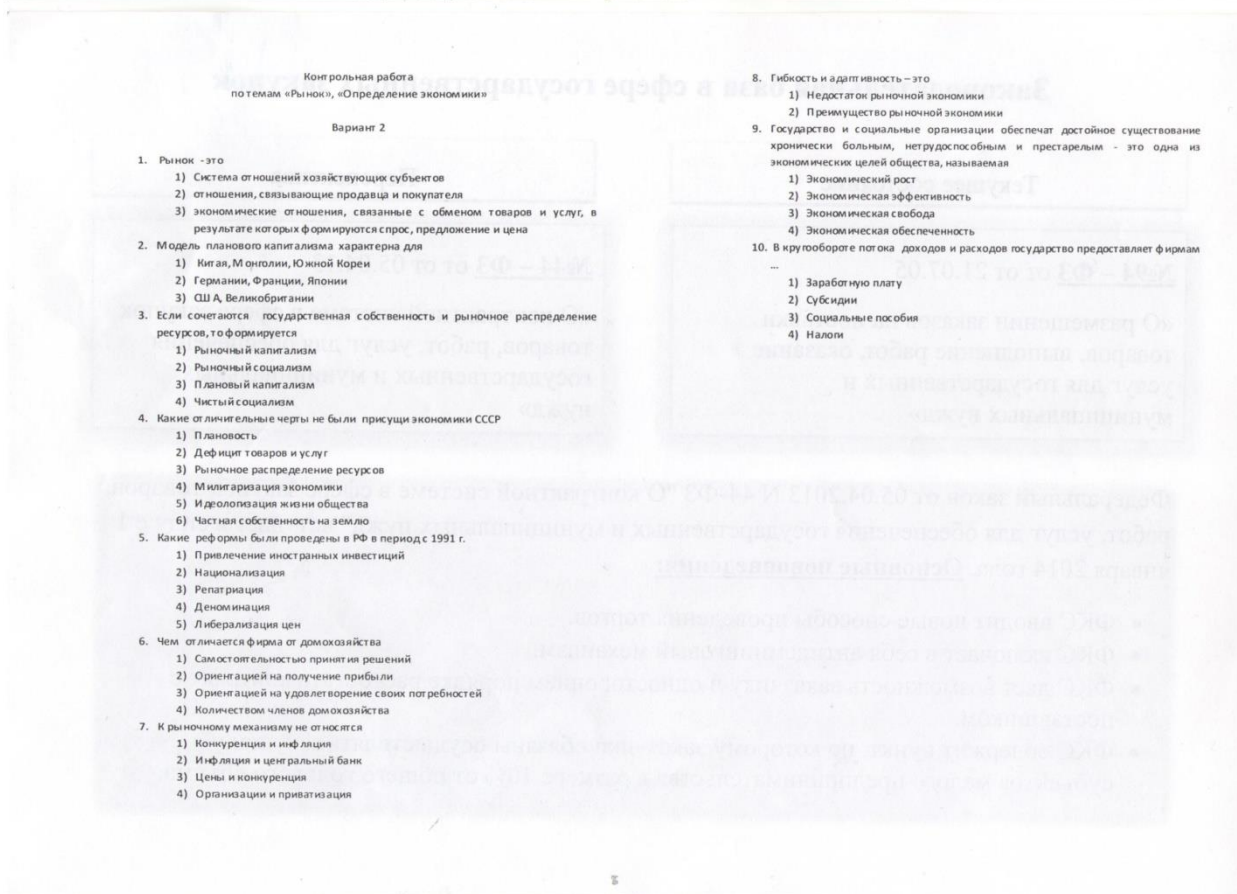 Контрольная работа
по темам «Рынок», «Определение экономики»
Вариант 2
1. Рынок - это
1) Система отношений хозяйствующих субъектов
2) отношения, связывающие продавца и покупателя
3) экономические отношения, связанные с обменом товаров и услуг, в
результате которых формируются спрос, предложение и цена
2. Модель планового капитализма характерна для
1) Китая, Монголии, Южной Кореи
2) Германии, Франции, Японии
3) США, Великобритании
3. Если сочетаются государственная собственность и рыночное распределение
ресурсов, то формируется
1) Рыночный капитализм
2) Рыночный социализм
3) Плановый капитализм
4) Чистый социализм
4. Какие отличительные черты не были присущи экономики СССР
1) Плановость
2) Дефицит товаров и услуг
3) Рыночное распределение ресурсов
4) Милитаризация экономики
5) Идеологизация жизни общества
6) Частная собственность на землю
5. Какие реформы были проведены в РФ в период с 1991 г.
1) Привлечение иностранных инвестиций
2) Национализация
3) Репатриация
4) Деноминация
5) Либерализация цен
6. Чем отличается фирма от домохозяйства
1) Самостоятельностью принятия решений
2) Ориентацией на получение прибыли
3) Ориентацией на удовлетворение своих потребностей
4) Количеством членов домохозяйства
7. К рыночному механизму не относятся
1) Конкуренция и инфляция
2) Инфляция и центральный банк
3) Цены и конкуренция
4) Организации и приватизация
8. Гибкость и адаптивность – это
1) Недостаток рыночной экономики
2) Преимущество рыночной экономики
9. Государство и социальные организации обеспечат достойное существование
хронически больным, нетрудоспособным и престарелым - это одна из
экономических целей общества, называемая
1) Экономический рост
2) Экономическая эффективность
3) Экономическая свобода
4) Экономическая обеспеченность
10. В кругообороте потока доходов и расходов государство предоставляет фирмам
...
1) Заработную плату
2) Субсидии
3) Социальные пособия
4) Налоги